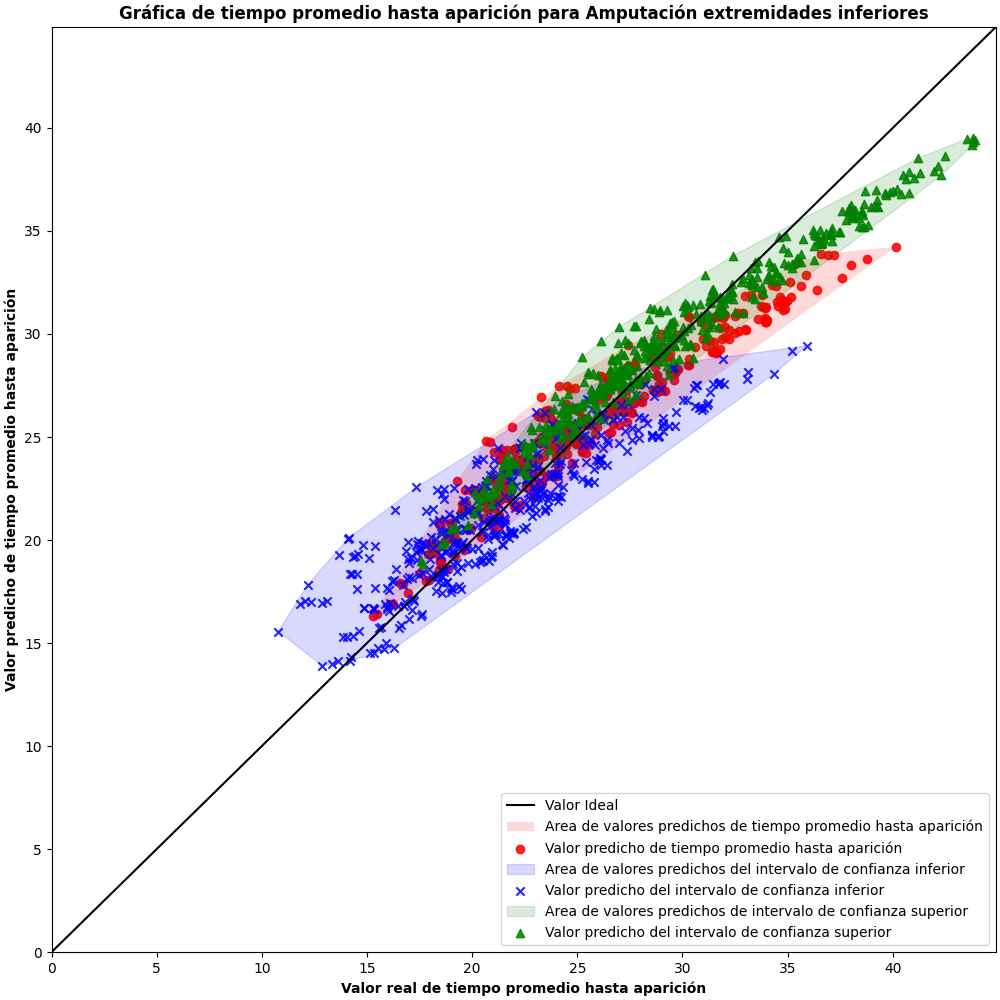 Gráfica de tiempo promedio hasta aparición para Amputación extremidades inferiores
Valor predicho de tiempo promedio hasta aparición
40
35
30
25
20
15
10
5
0
0 5 10 15 20 25 30 35 40
Valor real de tiempo promedio hasta aparición
Valor Ideal
Area de valores predichos de tiempo promedio hasta aparición
Valor predicho de tiempo promedio hasta aparición
Area de valores predichos del intervalo de confianza inferior
Valor predicho del intervalo de confianza inferior
Area de valores predichos de intervalo de confianza superior
Valor predicho del intervalo de confianza superior